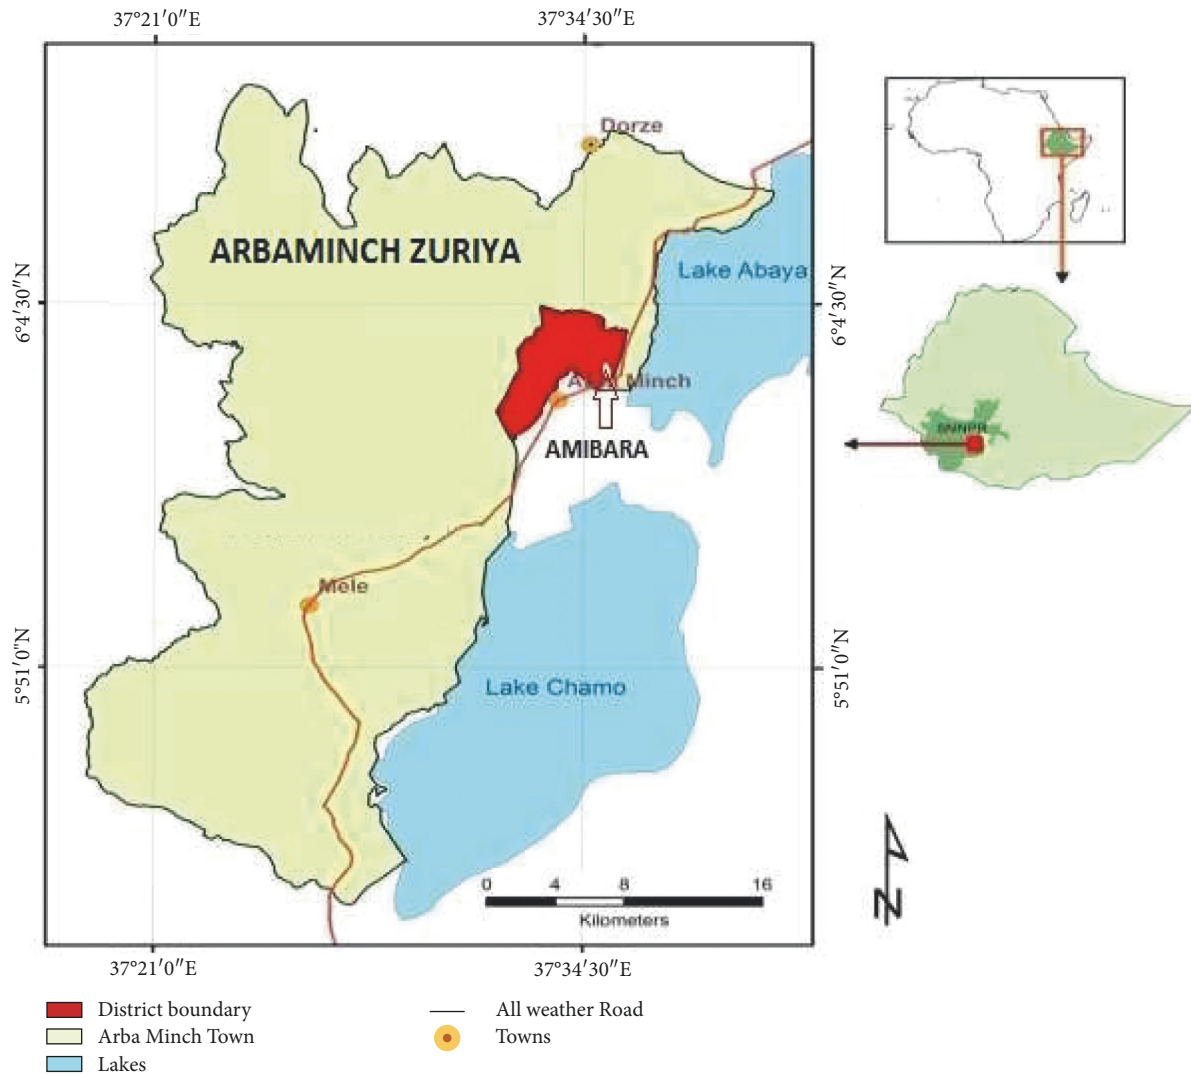 37°21′0″E
37°34′30″E
Dorze
ARBAMINCH ZURIYA
Lake Abaya
6°4′30″N
6°4′30″N
Minch
AMIBARA
SNNPR
Mele
5°51′0″N
5°51′0″N
Lake Chamo
0 4 8 16
Kilometers
N
37°21′0″E
37°34′30″E
District boundary
Arba Minch Town
Lakes
All weather Road
Towns